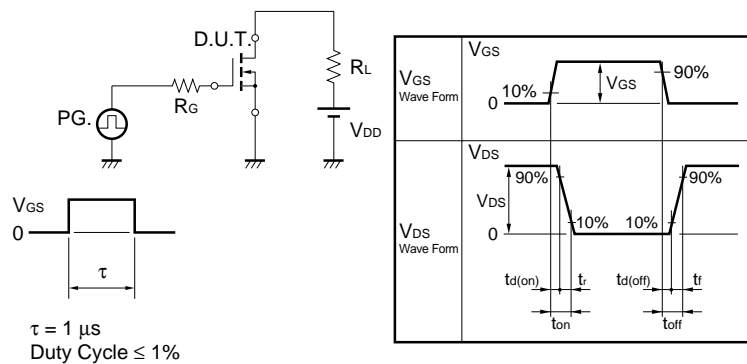 D.U.T.
RL
RG
PG.
VDD
VGS
0
τ
τ = 1 μs
Duty Cycle ≤ 1%
VGS
Wave Form
VGS
10%
VGS
90%
0
VDS
Wave Form
VDS
90%
90%
VDS
10%
10%
0
td(on)
tr
td(off)
tf
ton
toff